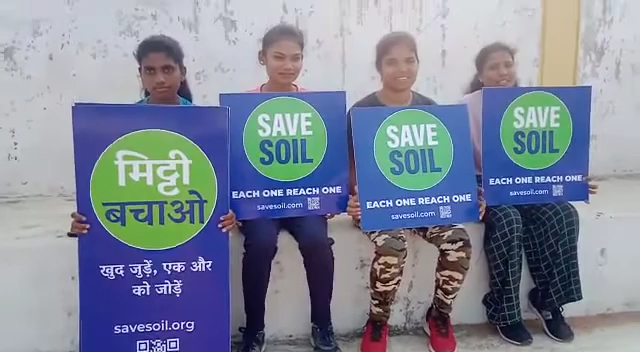 मिट्टी
बचाओ
खुद जुड़ें, एक और
को जोड़ें
savesoil.org
SAVE
SOIL
EACH ONE REACH ONE
savesoil.com
SAVE
SOIL
EACH ONE REACH ONE
savesoil.com
SAVE
SOIL
EACH ONE REACH ONE
savesoil.com